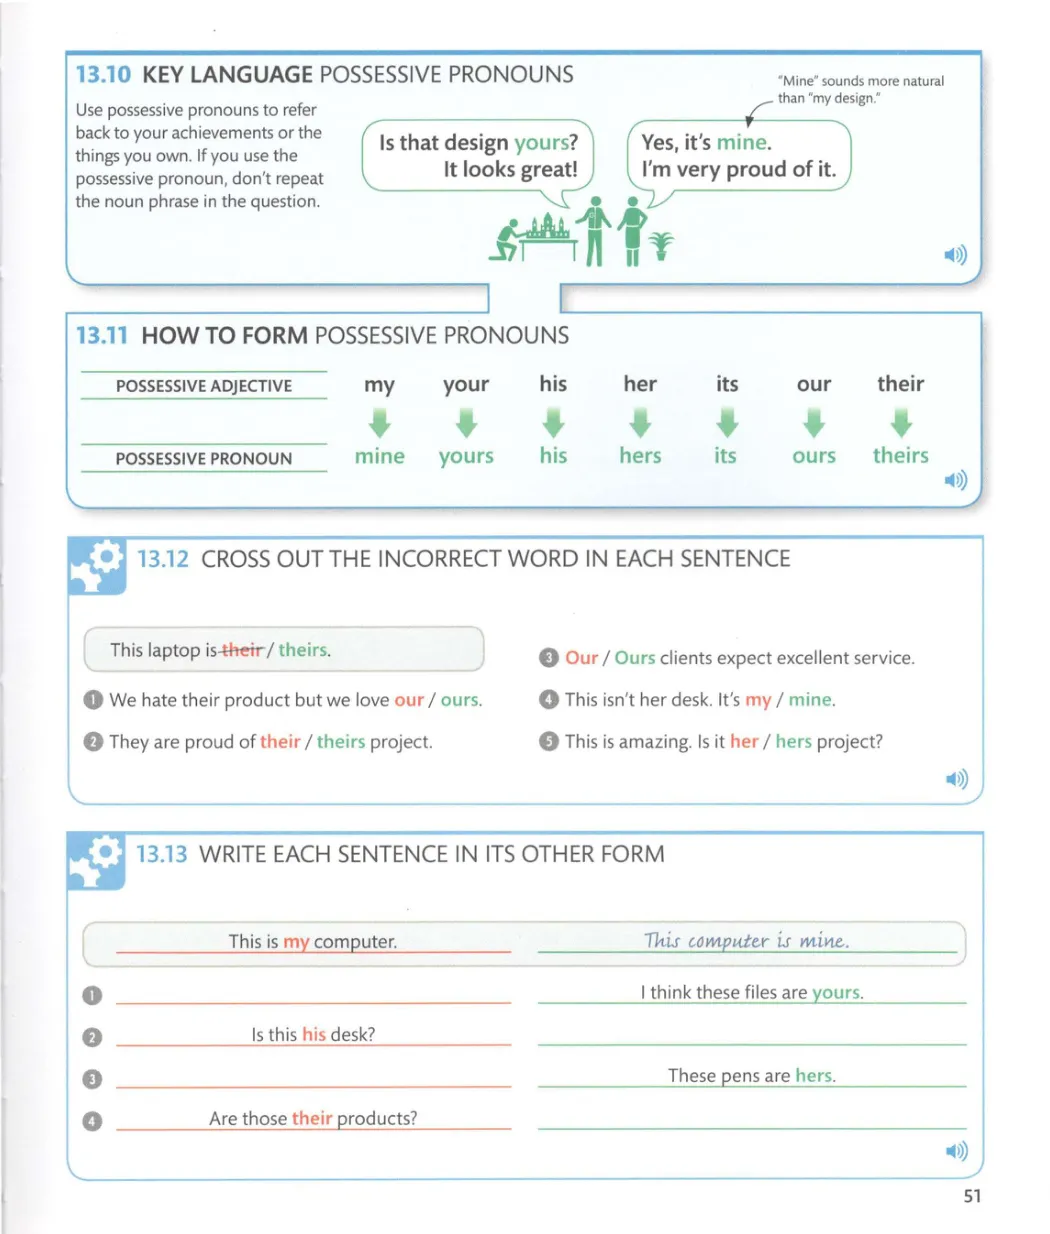 13.10 KEY LANGUAGE POSSESSIVE PRONOUNS
Use possessive pronouns to refer
back to your achievements or the
things you own. If you use the
possessive pronoun, don't repeat
the noun phrase in the question.
Is that design yours?
It looks great!
"Mine" sounds more natural
than "my design."
Yes, it's mine.
I'm very proud of it.
13.11 HOW TO FORM POSSESSIVE PRONOUNS
POSSESSIVE ADJECTIVE my your his her its our their
POSSESSIVE PRONOUN mine yours his hers its ours theirs
13.12 CROSS OUT THE INCORRECT WORD IN EACH SENTENCE
This laptop is their / theirs.
1 We hate their product but we love our / ours.
2 They are proud of their / theirs project.
3 Our / Ours clients expect excellent service.
4 This isn't her desk. It's my / mine.
5 This is amazing. Is it her / hers project?
13.13 WRITE EACH SENTENCE IN ITS OTHER FORM
This is my computer. This computer is mine.
1 I think these files are yours.
2 Is this his desk?
3 These pens are hers.
4 Are those their products?
51